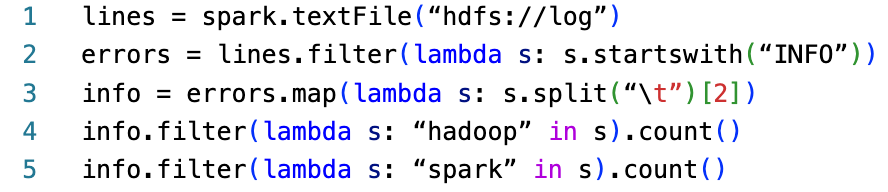 1 lines = spark.textFile(“hdfs://log”)
2 errors = lines.filter(lambda s: s.startswith(“INFO”))
3 info = errors.map(lambda s: s.split(“\t”)[2])
4 info.filter(lambda s: “hadoop” in s).count()
5 info.filter(lambda s: “spark” in s).count()